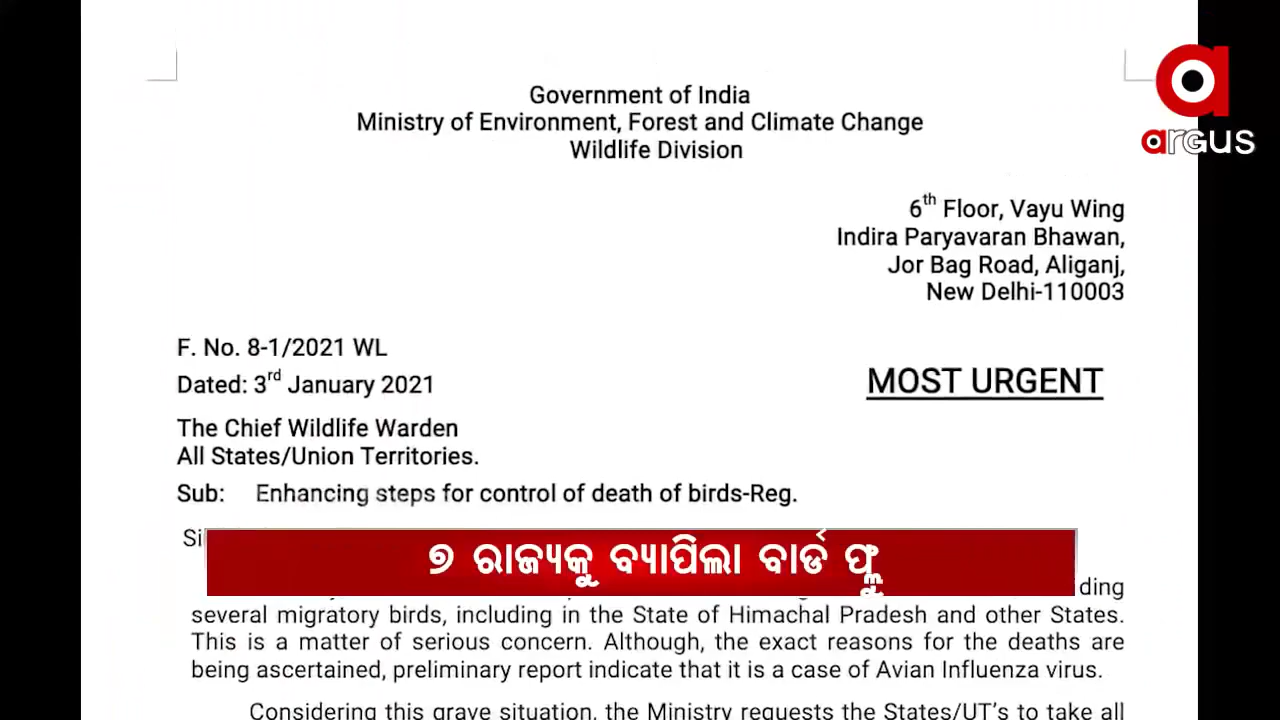 Government of India
Ministry of Environment, Forest and Climate Change
Wildlife Division
argus
6th Floor, Vayu Wing
Indira Paryavaran Bhawan,
Jor Bag Road, Aliganj,
New Delhi-110003
F. No. 8-1/2021 WL
Dated: 3rd January 2021
MOST URGENT
The Chief Wildlife Warden
All States/Union Territories.
Sub: Enhancing steps for control of death of birds-Reg.
୭ ରାଜ୍ୟକୁ ବ୍ୟାପିଲା ବାର୍ଡ ଫ୍ଲୁ
several migratory birds, including in the State of Himachal Pradesh and other States.
This is a matter of serious concern. Although, the exact reasons for the deaths are
being ascertained, preliminary report indicate that it is a case of Avian Influenza virus.
Considering this grave situation, the Ministry requests the States/UT's to take all